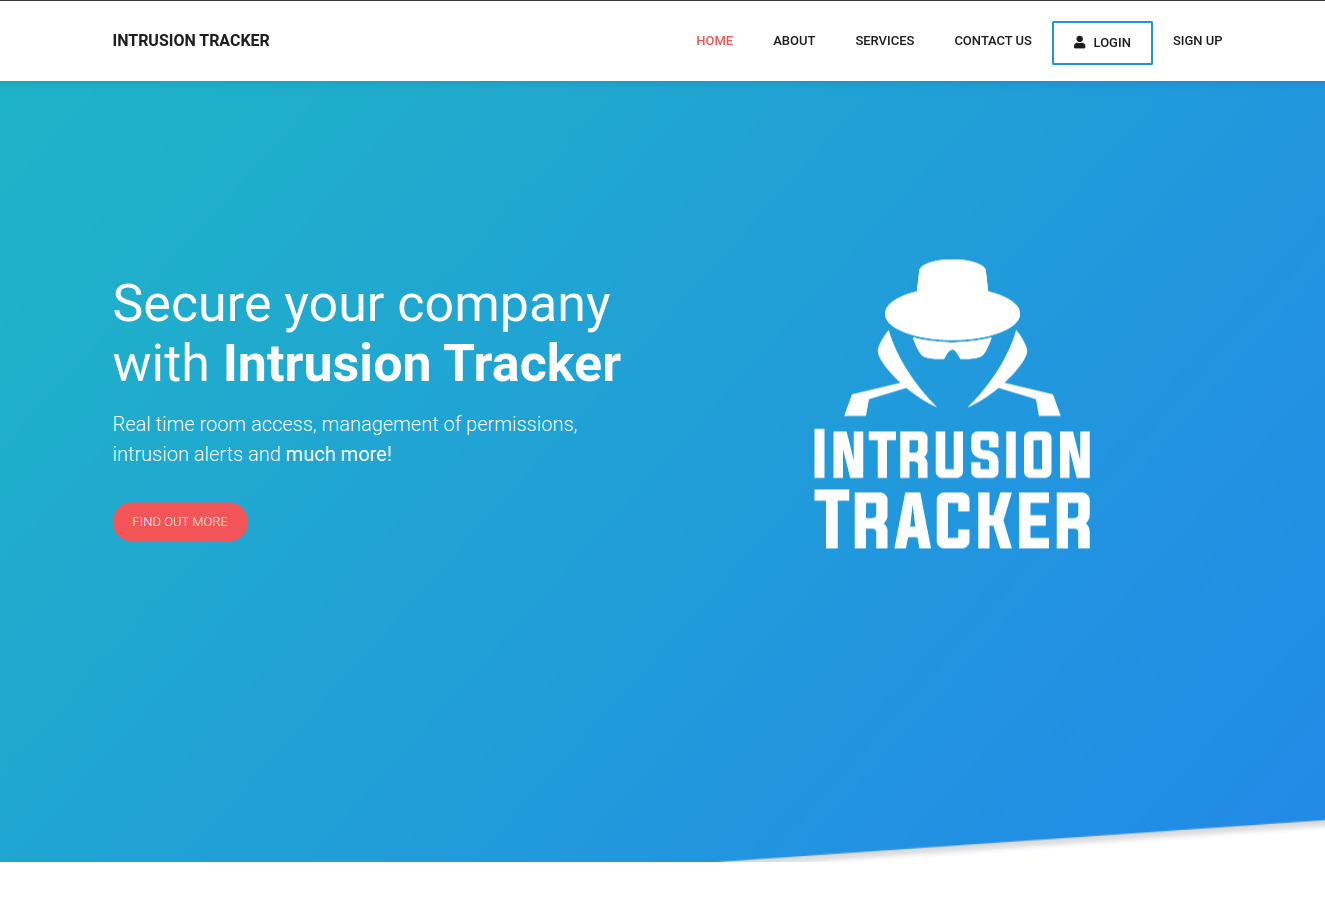 INTRUSION TRACKER
HOME ABOUT SERVICES CONTACT US LOGIN SIGN UP
Secure your company
with Intrusion Tracker
Real time room access, management of permissions,
intrusion alerts and much more!
FIND OUT MORE
INTRUSION
TRACKER